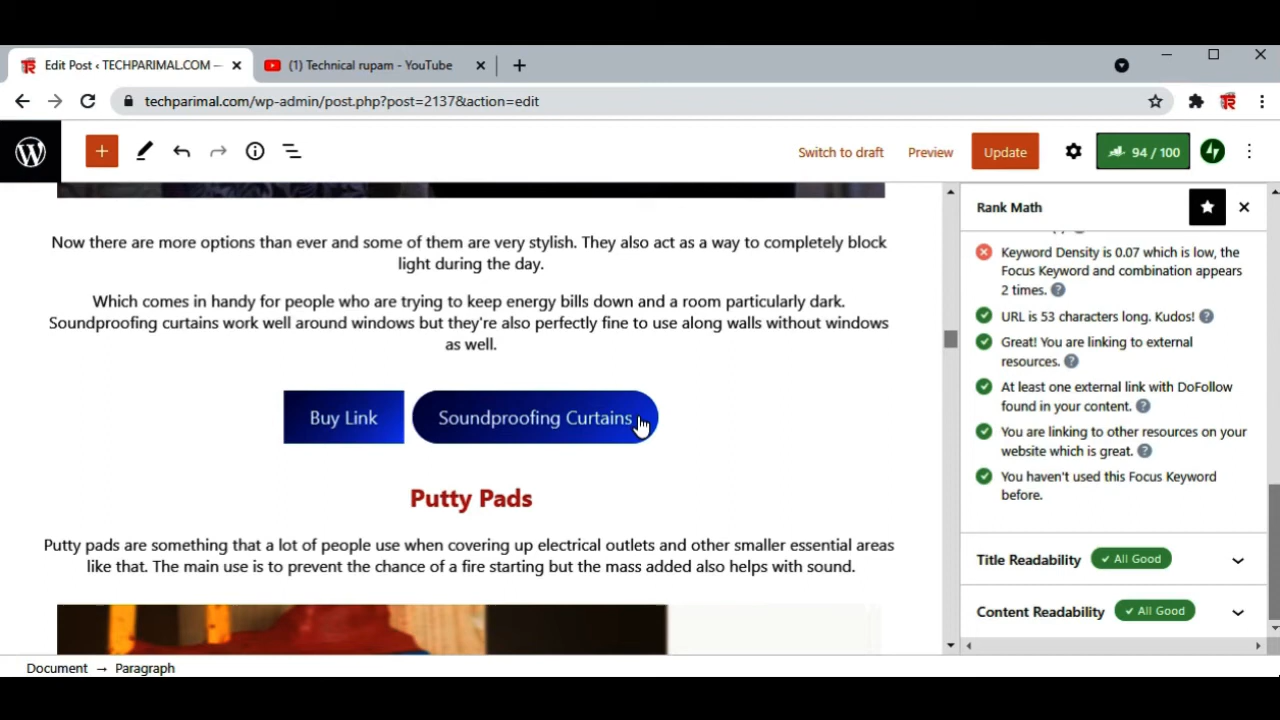 Edit Post ‹ TECHPARIMAL.COM —
(1) Technical rupam - YouTube
techparimal.com/wp-admin/post.php?post=2137&action=edit
Switch to draft
Preview
Update
94 / 100
Now there are more options than ever and some of them are very stylish. They also act as a way to completely block
light during the day.
Which comes in handy for people who are trying to keep energy bills down and a room particularly dark.
Soundproofing curtains work well around windows but they're also perfectly fine to use along walls without windows
as well.
Buy Link
Soundproofing Curtains
Putty Pads
Putty pads are something that a lot of people use when covering up electrical outlets and other smaller essential areas
like that. The main use is to prevent the chance of a fire starting but the mass added also helps with sound.
Document → Paragraph
Rank Math
Keyword Density is 0.07 which is low, the
Focus Keyword and combination appears
2 times.
URL is 53 characters long. Kudos!
Great! You are linking to external
resources.
At least one external link with DoFollow
found in your content.
You are linking to other resources on your
website which is great.
You haven't used this Focus Keyword
before.
Title Readability
All Good
Content Readability
All Good